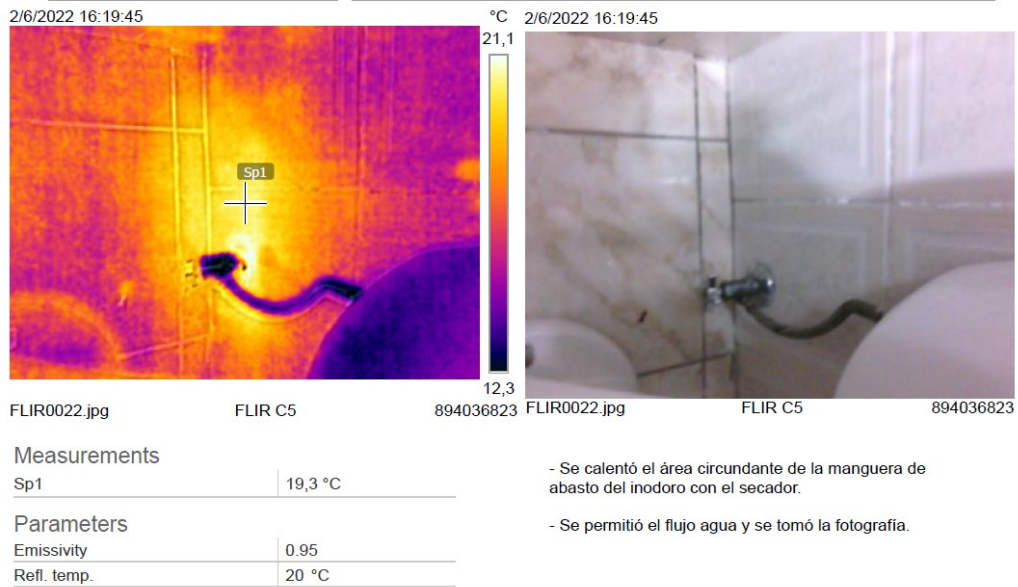 2/6/2022 16:19:45
°C
21,1
Sp1
12,3
FLIR0022.jpg FLIR C5 894036823
2/6/2022 16:19:45
FLIR0022.jpg FLIR C5 894036823
Measurements
Sp1 19,3 °C
Parameters
Emissivity 0.95
Refl. temp. 20 °C
- Se calentó el área circundante de la manguera de
abasto del inodoro con el secador.
- Se permitió el flujo agua y se tomó la fotografía.